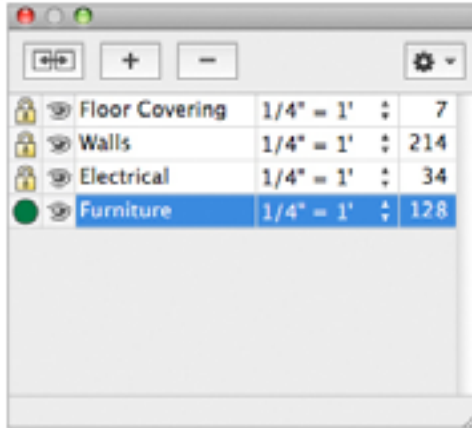 + −
Floor Covering 1/4" = 1' 7
Walls 1/4" = 1' 214
Electrical 1/4" = 1' 34
Furniture 1/4" = 1' 128